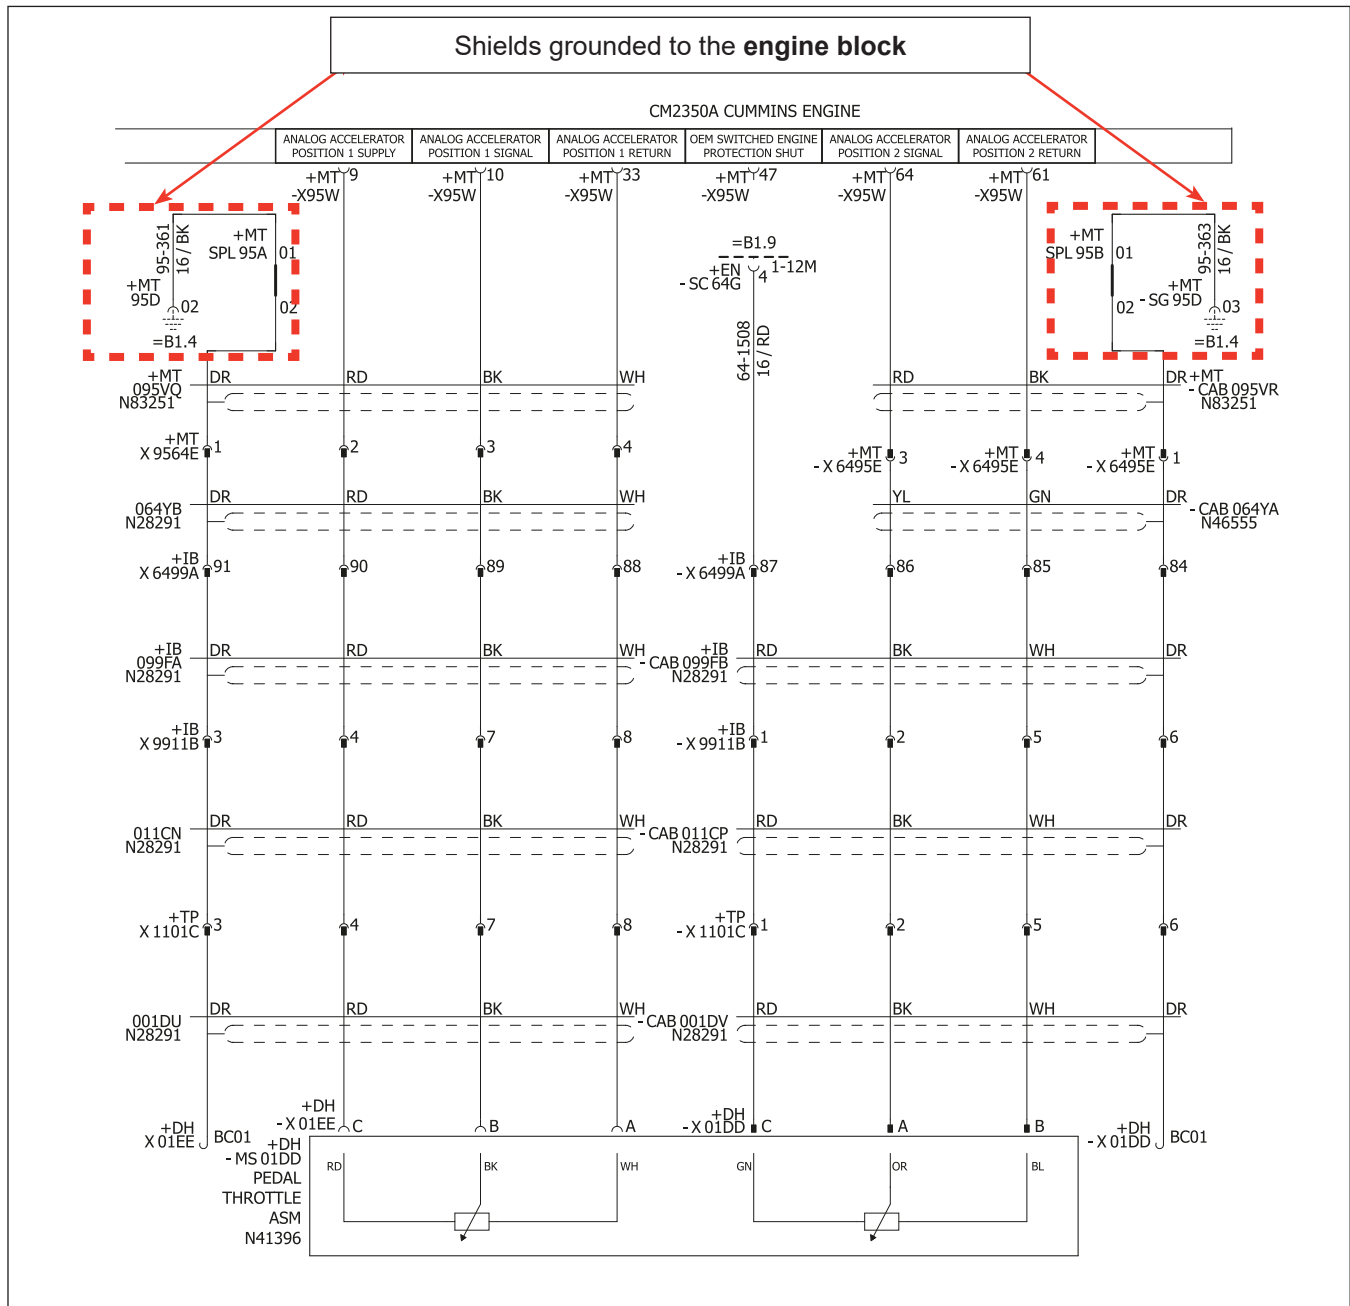 Shields grounded to the engine block
CM2350A CUMMINS ENGINE
ANALOG ACCELERATOR
POSITION 1 SUPPLY
ANALOG ACCELERATOR
POSITION 1 SIGNAL
ANALOG ACCELERATOR
POSITION 1 RETURN
OEM SWITCHED ENGINE
PROTECTION SHUT
ANALOG ACCELERATOR
POSITION 2 SIGNAL
ANALOG ACCELERATOR
POSITION 2 RETURN
+MT 9
-X95W
+MT 10
-X95W
+MT 33
-X95W
+MT 47
-X95W
+MT 64
-X95W
+MT 61
-X95W
95-361
16 / BK
+MT
SPL 95A
01
02
+MT
95D
02
=B1.4
=B1.9
+EN
- SC 64G
4
1-12M
64-1508
16 / RD
+MT
SPL 95B
01
02
95-363
16 / BK
+MT
- SG 95D
03
=B1.4
+MT
095VQ
N83251
DR
RD
BK
WH
RD
BK
DR
+MT
- CAB 095VR
N83251
+MT
X 9564E
1
2
3
4
+MT
- X 6495E
3
+MT
- X 6495E
4
+MT
- X 6495E
1
064YB
N28291
DR
RD
BK
WH
YL
GN
DR
- CAB 064YA
N46555
+IB
X 6499A
91
90
89
88
+IB
- X 6499A
87
86
85
84
+IB
099FA
N28291
DR
RD
BK
WH
+IB
- CAB 099FB
N28291
RD
BK
WH
DR
+IB
X 9911B
3
4
7
8
+IB
- X 9911B
1
2
5
6
011CN
N28291
DR
RD
BK
WH
- CAB 011CP
N28291
RD
BK
WH
DR
+TP
X 1101C
3
4
7
8
+TP
- X 1101C
1
2
5
6
001DU
N28291
DR
RD
BK
WH
- CAB 001DV
N28291
RD
BK
WH
DR
+DH
X 01EE
BC01
+DH
- X 01EE
C
B
A
+DH
- X 01DD
C
A
B
+DH
- X 01DD
BC01
+DH
- MS 01DD
PEDAL
THROTTLE
ASM
N41396
RD
BK
WH
GN
OR
BL